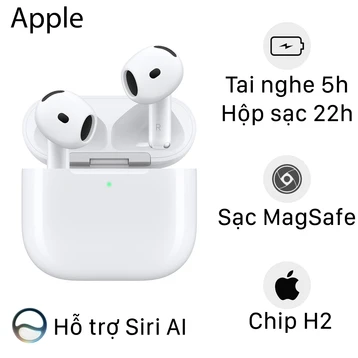 Apple
Tai nghe 5h
Hộp sạc 22h
Sạc MagSafe
Chip H2
Hỗ trợ Siri AI